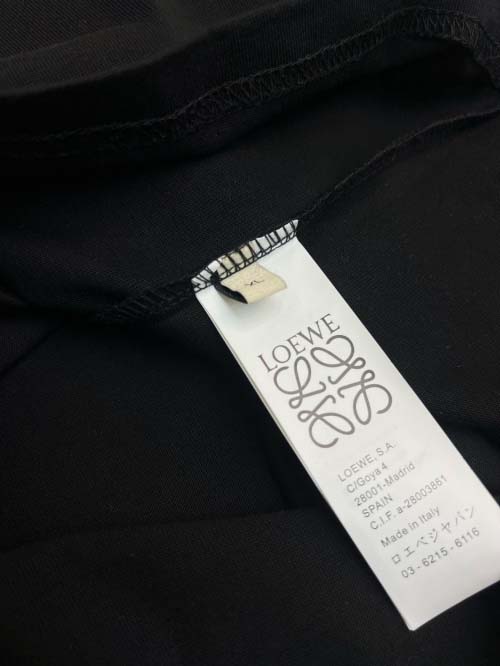 XL
LOEWE
LOEWE, S.A.
C/Goya 4
28001-Madrid
SPAIN
C.I.F. a-28003861
Made in Italy
ロエベジャパン
03-6215-6116